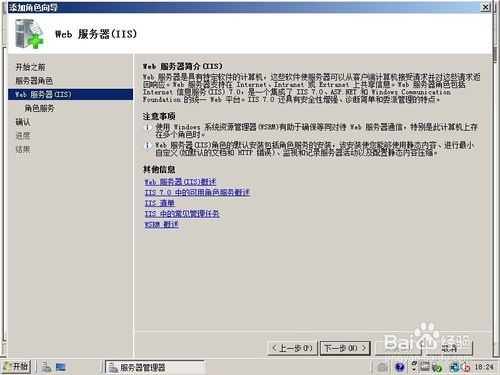 添加角色向导
Web 服务器(IIS)
开始之前
服务器角色
Web 服务器(IIS)
角色服务
确认
进度
结果
Web 服务器简介(IIS)
Web 服务器是具有特定软件的计算机，这些软件使服务器可以从客户端计算机接受请求并对这些请求返
回响应。Web 服务器支持在 Internet、Intranet 或 Extranet 上共享信息。Web 服务器角色包括
Internet 信息服务(IIS) 7.0，是一个集成了 IIS 7.0、ASP.NET 和 Windows Communication
Foundation 的统一 Web 平台。IIS 7.0 还具有安全性增强、诊断简单和委派管理的特点。
注意事项
使用 Windows 系统资源管理器(WSRM)有助于确保等同对待 Web 服务器通信，特别是此计算机上存
在多个角色时。
Web 服务器(IIS)角色的默认安装包括角色服务的安装，该安装使您能够使用静态内容、进行最小
自定义(如默认的文档和 HTTP 错误)、监视和记录服务器活动以及配置静态内容压缩。
其他信息
Web 服务器(IIS)概述
IIS 7.0 中的可用角色服务概述
IIS 清单
IIS 中的常见管理任务
WSRM 概述
< 上一步(P)
下一步(N) >
取消
Baidu 经验
开始
服务器管理器
18:24